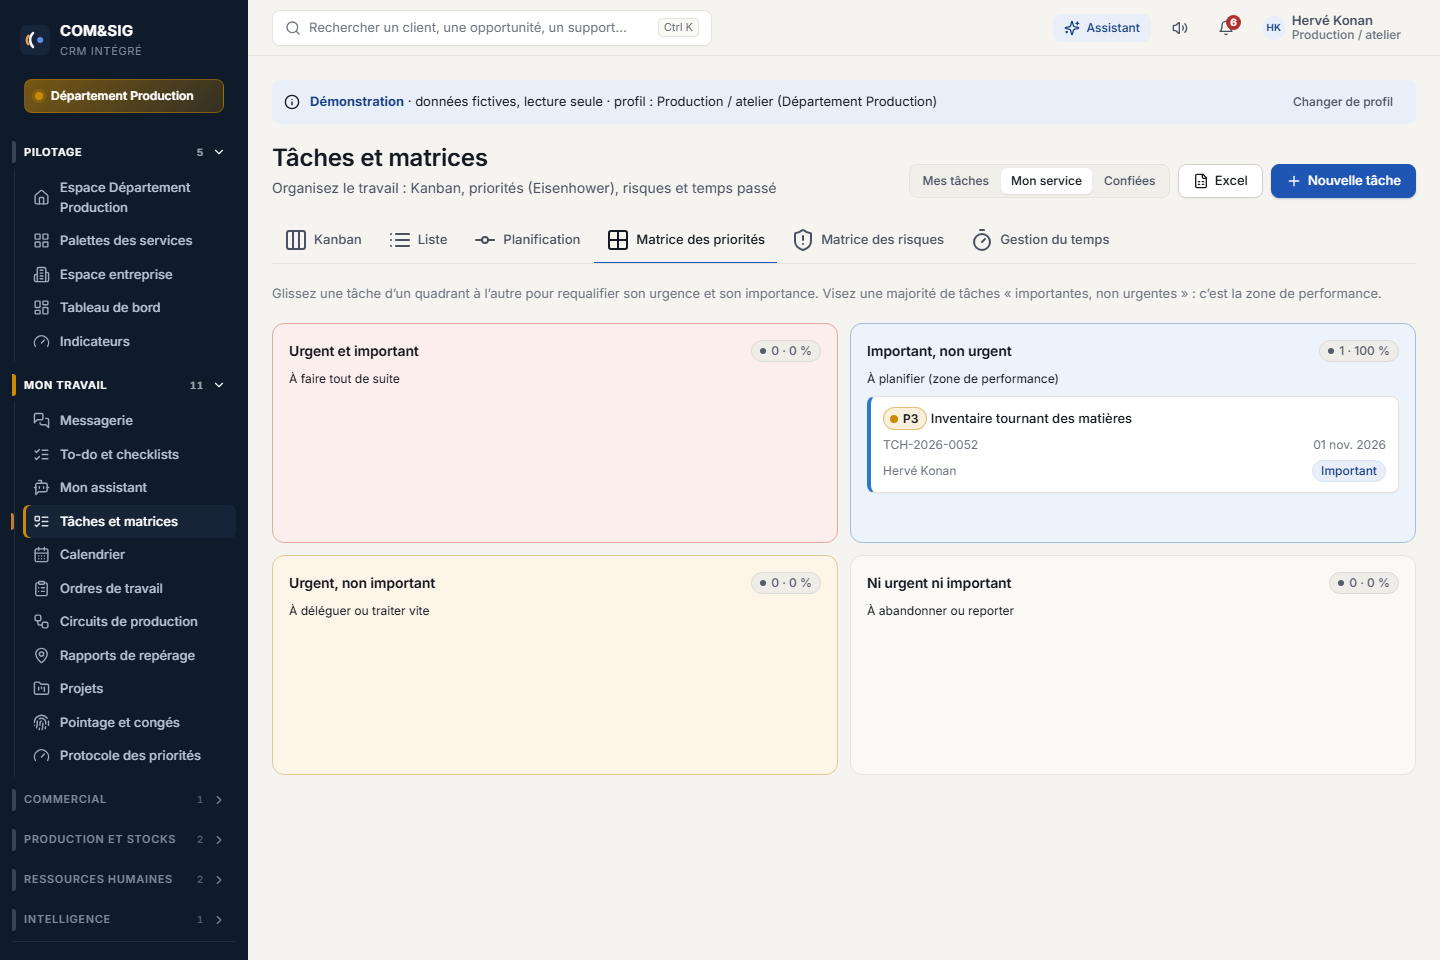 COM&SIG
CRM INTÉGRÉ
Département Production
PILOTAGE 5
Espace Département
Production
Palettes des services
Espace entreprise
Tableau de bord
Indicateurs
MON TRAVAIL 11
Messagerie
To-do et checklists
Mon assistant
Tâches et matrices
Calendrier
Ordres de travail
Circuits de production
Rapports de repérage
Projets
Pointage et congés
Protocole des priorités
COMMERCIAL 1
PRODUCTION ET STOCKS 2
RESSOURCES HUMAINES 2
INTELLIGENCE 1
Rechercher un client, une opportunité, un support... Ctrl K
Assistant
6
HK
Hervé Konan
Production / atelier
Démonstration · données fictives, lecture seule · profil : Production / atelier (Département Production)
Changer de profil
Tâches et matrices
Organisez le travail : Kanban, priorités (Eisenhower), risques et temps passé
Mes tâches Mon service Confiées
Excel
+ Nouvelle tâche
Kanban Liste Planification Matrice des priorités Matrice des risques Gestion du temps
Glissez une tâche d’un quadrant à l’autre pour requalifier son urgence et son importance. Visez une majorité de tâches « importantes, non urgentes » : c’est la zone de performance.
Urgent et important 0 · 0 %
À faire tout de suite
Important, non urgent 1 · 100 %
À planifier (zone de performance)
P3 Inventaire tournant des matières
TCH-2026-0052 01 nov. 2026
Hervé Konan Important
Urgent, non important 0 · 0 %
À déléguer ou traiter vite
Ni urgent ni important 0 · 0 %
À abandonner ou reporter